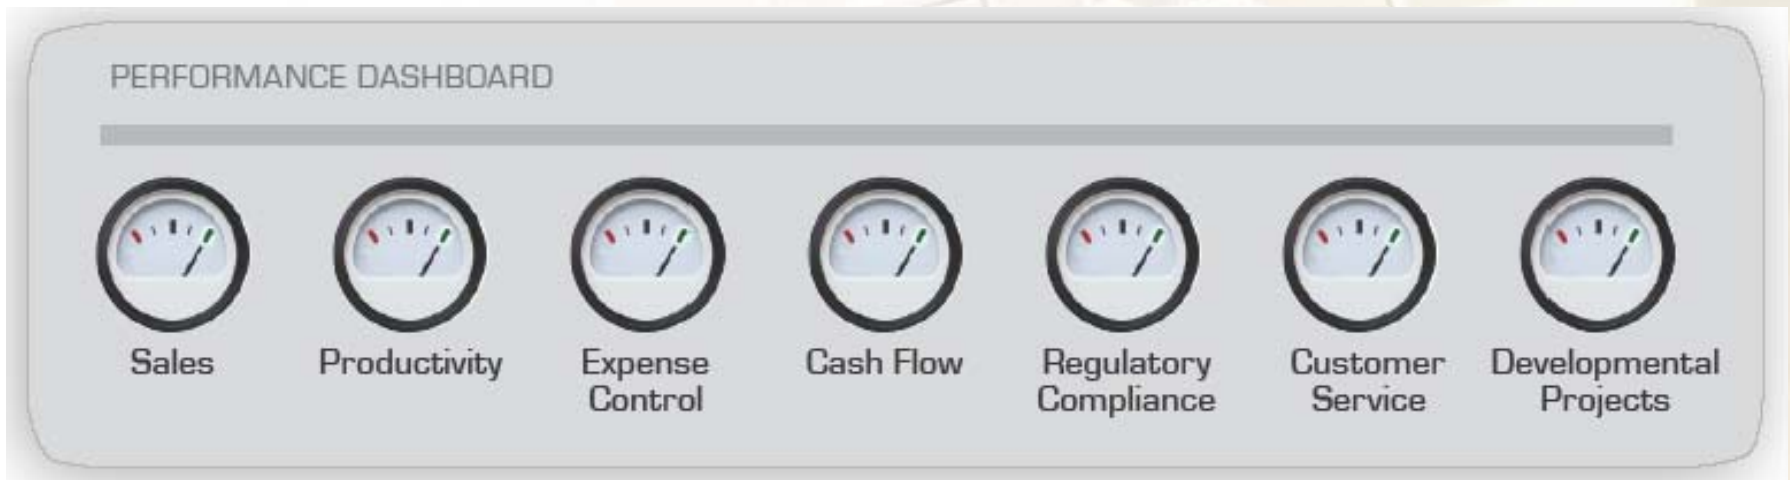 PERFORMANCE DASHBOARD
Sales
Productivity
Expense
Control
Cash Flow
Regulatory
Compliance
Customer
Service
Developmental
Projects